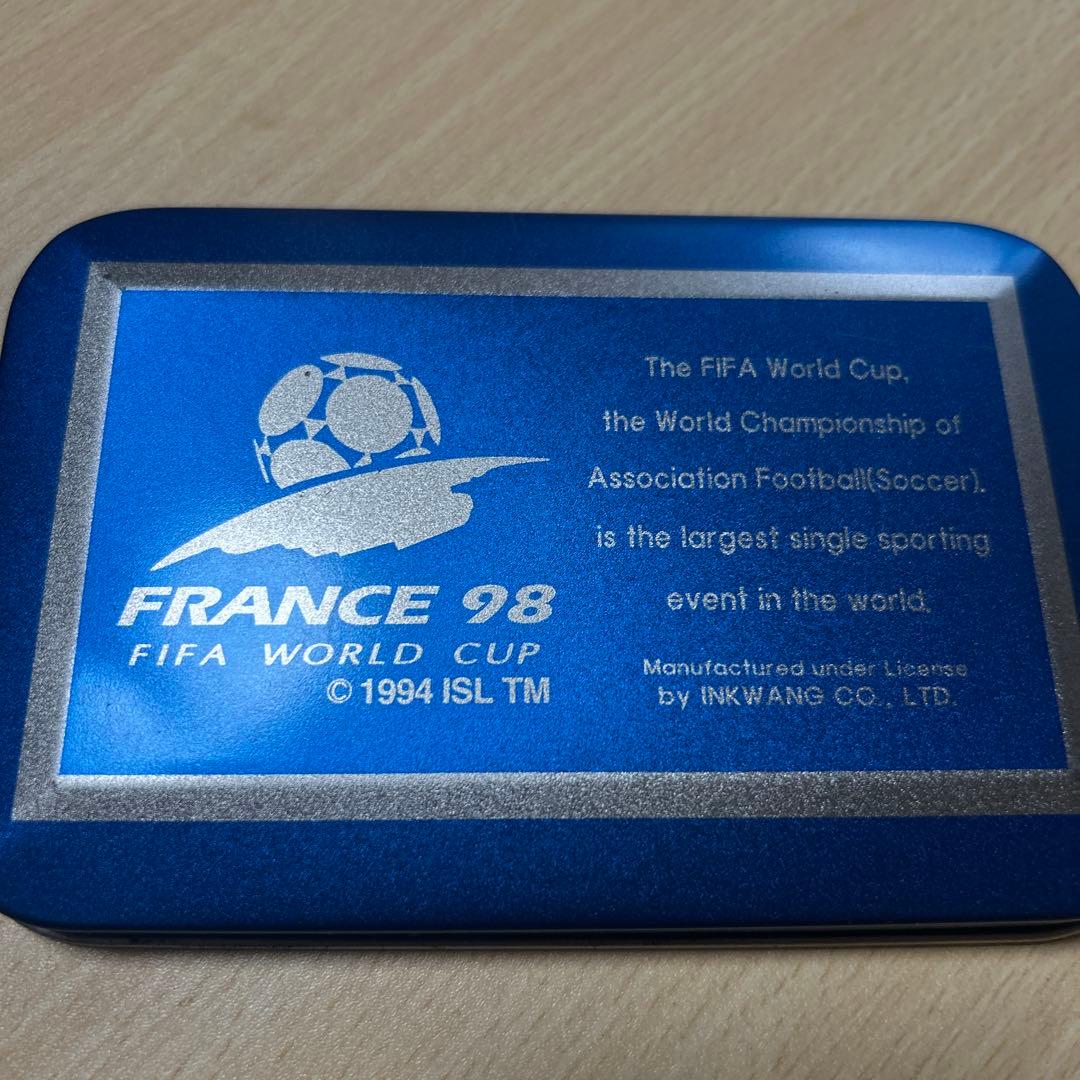 FRANCE 98
FIFA WORLD CUP
© 1994 ISL TM
The FIFA World Cup,
the World Championship of
Association Football(Soccer),
is the largest single sporting
event in the world.
Manufactured under License
by INKWANG CO., LTD.